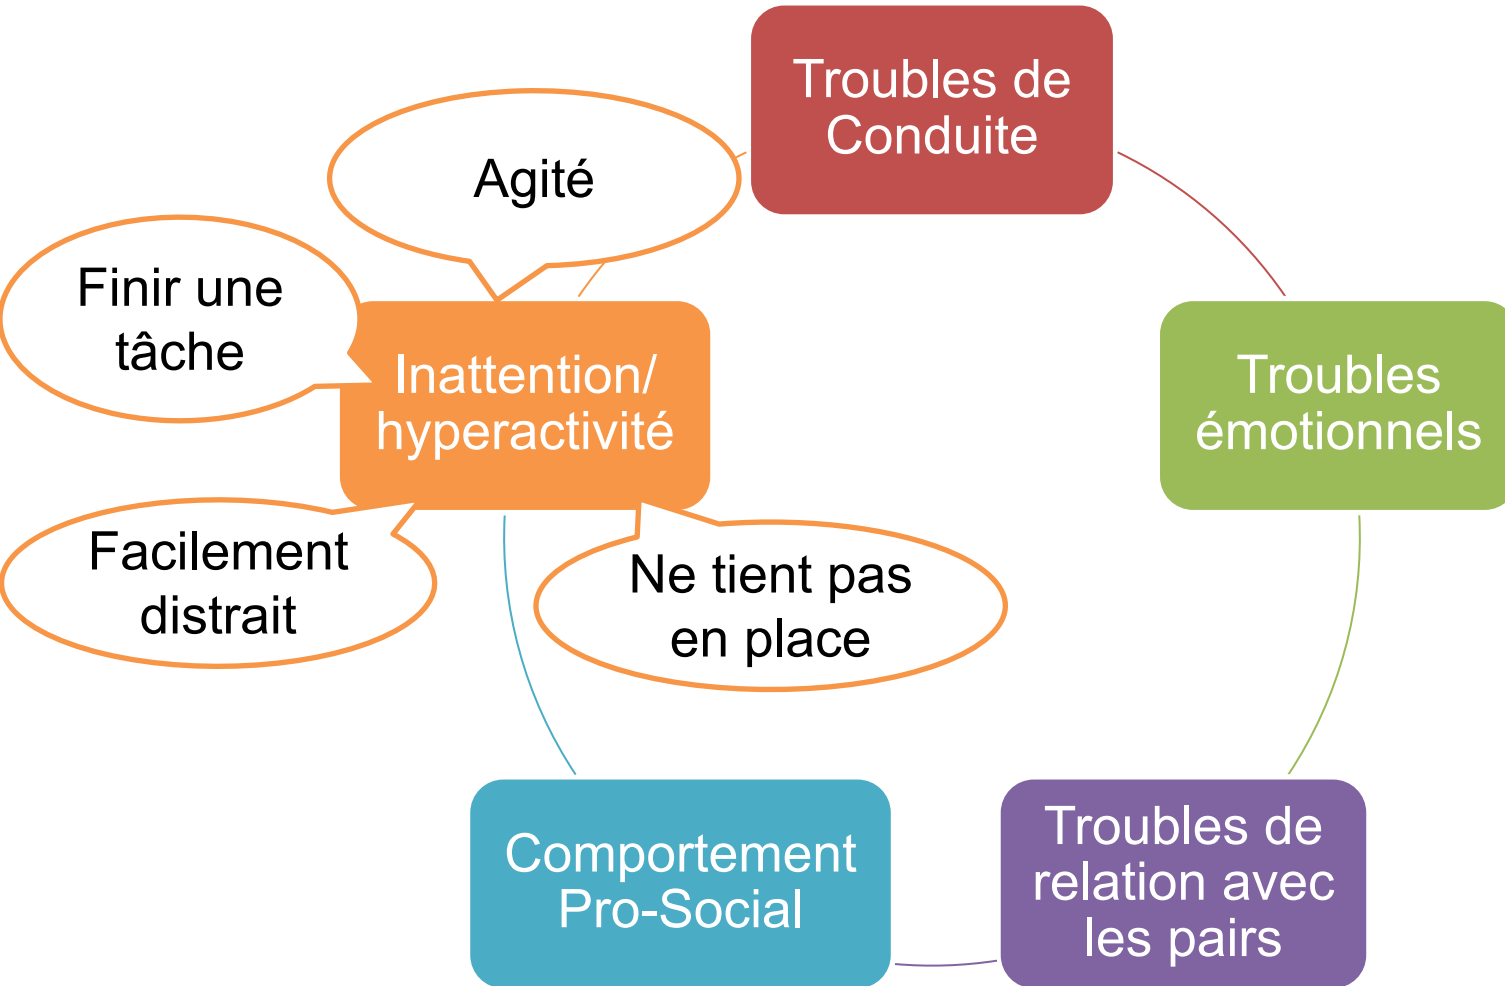 Troubles de
Conduite
Agité
Finir une
tâche
Inattention/
hyperactivité
Troubles
émotionnels
Facilement
distrait
Ne tient pas
en place
Comportement
Pro-Social
Troubles de
relation avec
les pairs